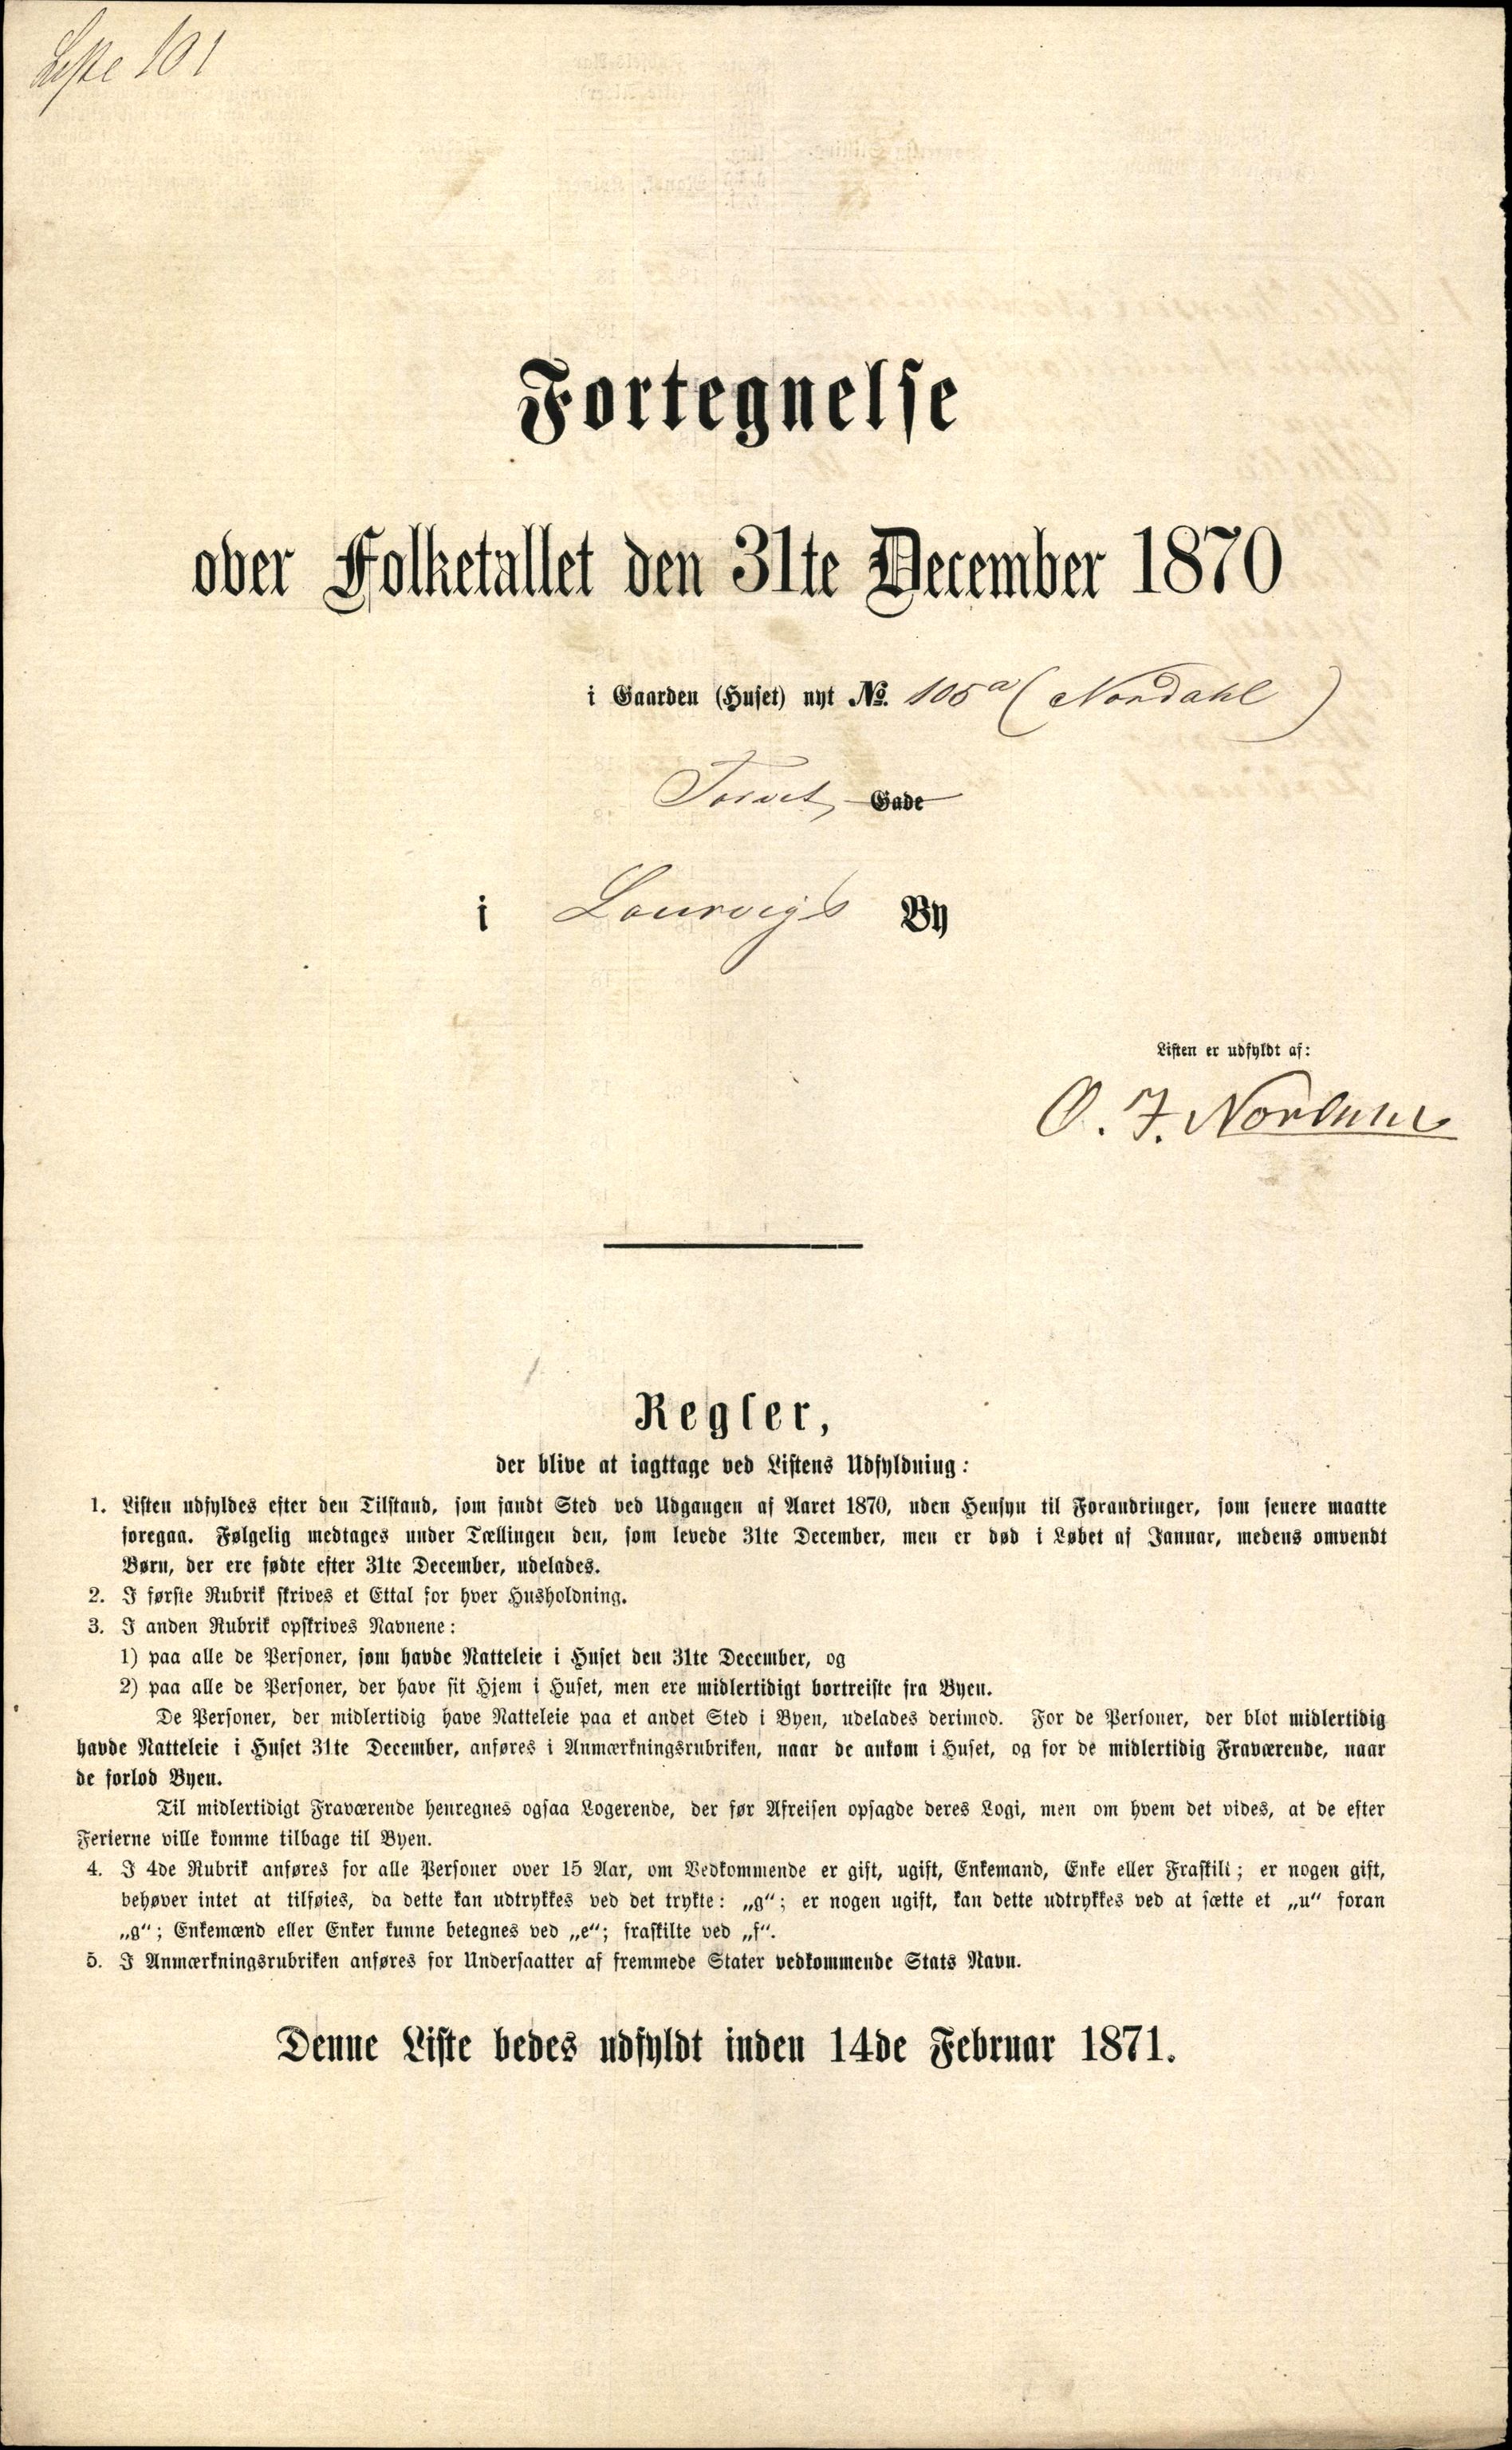 Liste 101
Fortegnelse
over Folketallet den 31te December 1870
i Gaarden (Huset) nyt No. 105a (Nordahl)
Torvet, Gade
i Laurvigs By
Listen er udfyldt af:
O. J.
Regler,
der blive at iagttage ved Listens Udfyldning:
1. Listen udfyldes efter den Tilstand, som fandt Sted ved Udgangen af Aaret 1870, uden Hensyn til Forandringer, som senere maatte
foregaa. Følgelig medtages under Tællingen den, som levede 31te December, men er død i Løbet af Januar, medens omvendt
Børn, der ere fødte efter 31te December, udelades.
2. I første Rubrik skrives et Ettal for hver Husholdning.
3. I anden Rubrik opskrives Navnene:
1) paa alle de Personer, som havde Natteleie i Huset den 31te December, og
2) paa alle de Personer, der have sit Hjem i Huset, men ere midlertidigt bortreiste fra Byen.
De Personer, der midlertidig have Natteleie paa et andet Sted i Byen, udelades derimod. For de Personer, der blot midlertidig
havde Natteleie i Huset 31te December, anføres i Anmærkningsrubriken, naar de ankom i Huset, og for de midlertidig Fraværende, naar
de forlod Byen.
Til midlertidigt Fraværende henregnes ogsaa Logerende, der før Afreisen opsagde deres Logi, men om hvem det vides, at de efter
Ferierne ville komme tilbage til Byen.
4. I 4de Rubrik anføres for alle Personer over 15 Aar, om Vedkommende er gift, ugift, Enkemand, Enke eller Fraskilt; er nogen gift,
behøver intet at tilføies, da dette kan udtrykkes ved det trykte: „g“; er nogen ugift, kan dette udtrykkes ved at sætte et „u“ foran
„g“; Enkemænd eller Enker kunne betegnes ved „e“; fraskilte ved „f“.
5. I Anmærkningsrubriken anføres for Undersaatter af fremmede Stater vedkommende Stats Navn.
Denne Liste bedes udfyldt inden 14de Februar 1871.